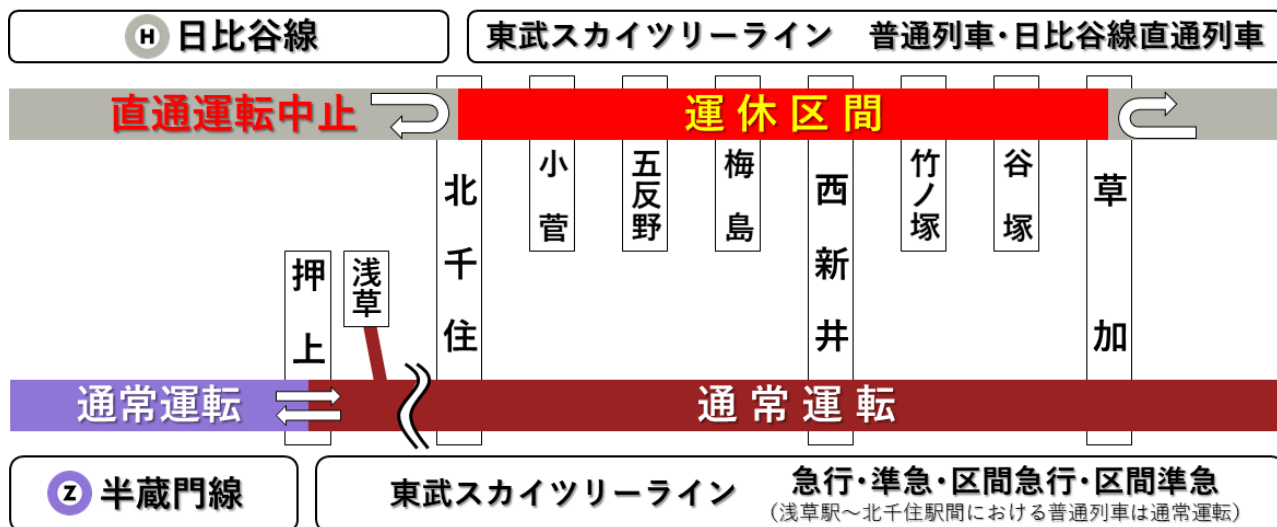 H 日比谷線
東武スカイツリーライン 普通列車・日比谷線直通列車
直通運転中止
運休区間
北千住
小菅
五反野
梅島
西新井
竹ノ塚
谷塚
草加
押上
浅草
通常運転
通常運転
Z 半蔵門線
東武スカイツリーライン 急行・準急・区間急行・区間準急
(浅草駅～北千住駅間における普通列車は通常運転)